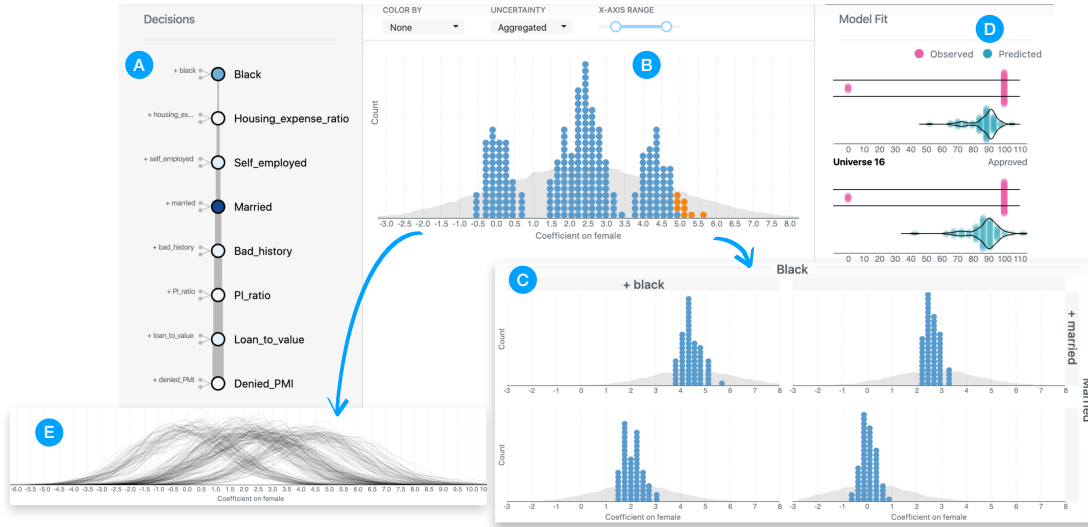 Decisions
A
+ black
Black
+ housing_ex...
Housing_expense_ratio
+ self_employed
Self_employed
+ married
Married
+ bad_history
Bad_history
+ PI_ratio
PI_ratio
+ loan_to_value
Loan_to_value
+ denied_PMI
Denied_PMI
COLOR BY
UNCERTAINTY
X-AXIS RANGE
None
Aggregated
B
Count
-3.0 -2.5 -2.0 -1.5 -1.0 -0.5 0.0 0.5 1.0 1.5 2.0 2.5 3.0 3.5 4.0 4.5 5.0 5.5 6.0 6.5 7.0 7.5 8.0
Coefficient on female
Model Fit
D
Observed Predicted
0 50 60 70 80 90 100 110
Universe 16 Approved
0 30 40 50 60 70 80 90 100 110
C
Black
+ black
+ married
Married
Count
-3 -2 -1 0 1 2 3 4 5 6 7 8
-3 -2 -1 0 1 2 3 4 5 6 7 8
Count
-3 -2 -1 0 1 2 3 4 5 6 7 8
Coefficient on female
-3 -2 -1 0 1 2 3 4 5 6 7 8
Coefficient on female
E
-6.0 -5.5 -5.0 -4.5 -4.0 -3.5 -3.0 -2.5 -2.0 -1.5 -1.0 -0.5 0.0 0.5 1.0 1.5 2.0 2.5 3.0 3.5 4.0 4.5 5.0 5.5 6.0 6.5 7.0 7.5 8.0 8.5 9.0 9.5
Coefficient on female